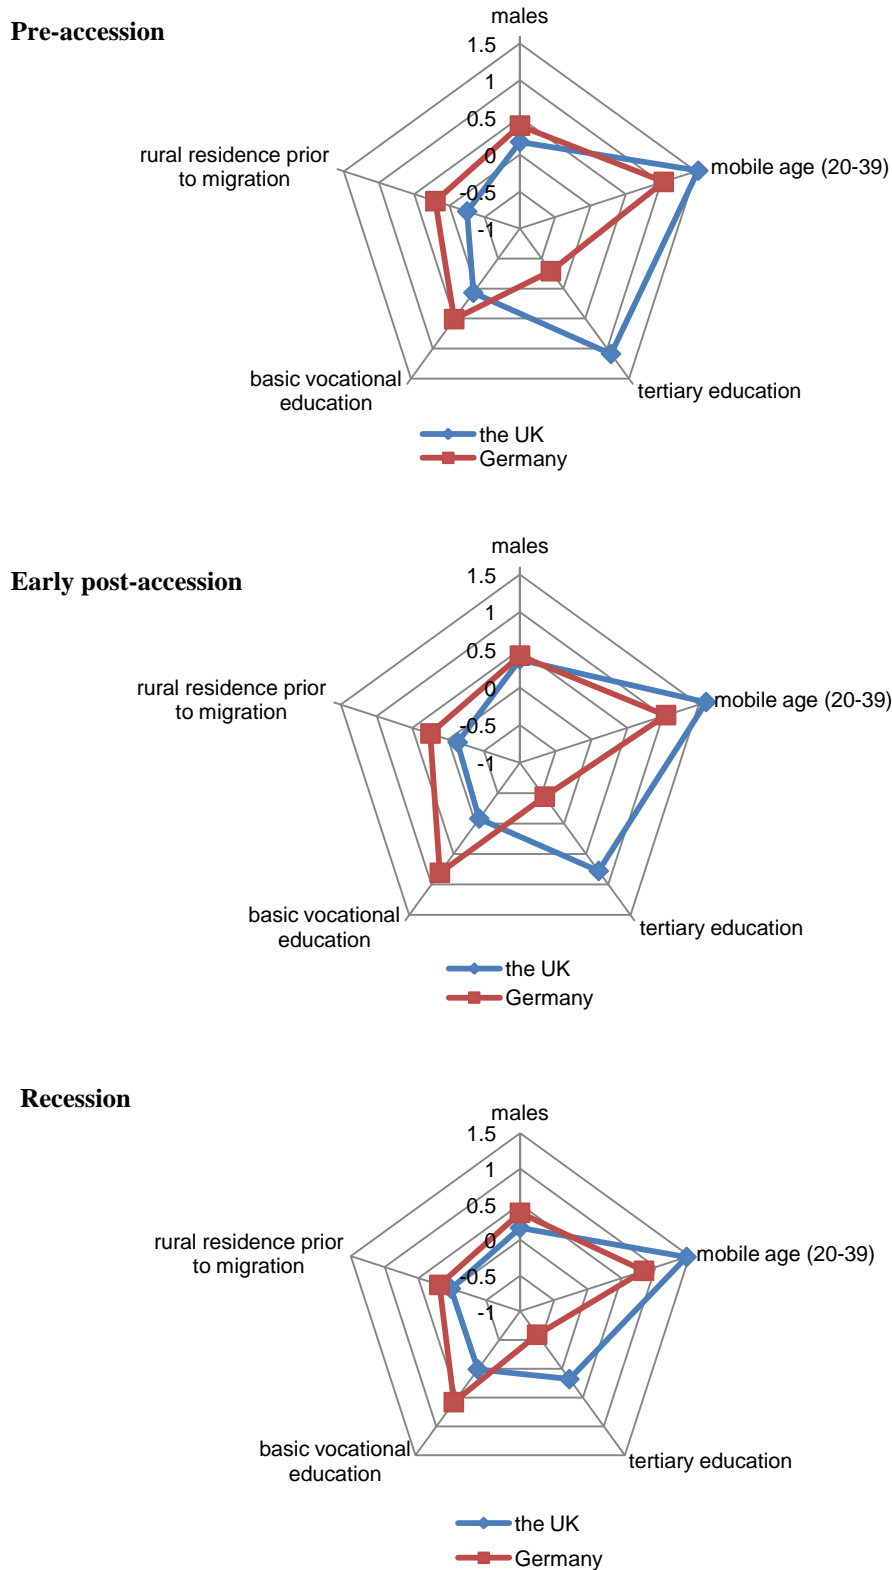 Pre-accession
males
1.5
1
0.5
0
-0.5
-1
rural residence prior
to migration
mobile age (20-39)
basic vocational
education
tertiary education
the UK
Germany
Early post-accession
males
1.5
1
0.5
0
-0.5
-1
rural residence prior
to migration
mobile age (20-39)
basic vocational
education
tertiary education
the UK
Germany
Recession
males
1.5
1
0.5
0
-0.5
-1
rural residence prior
to migration
mobile age (20-39)
basic vocational
education
tertiary education
the UK
Germany